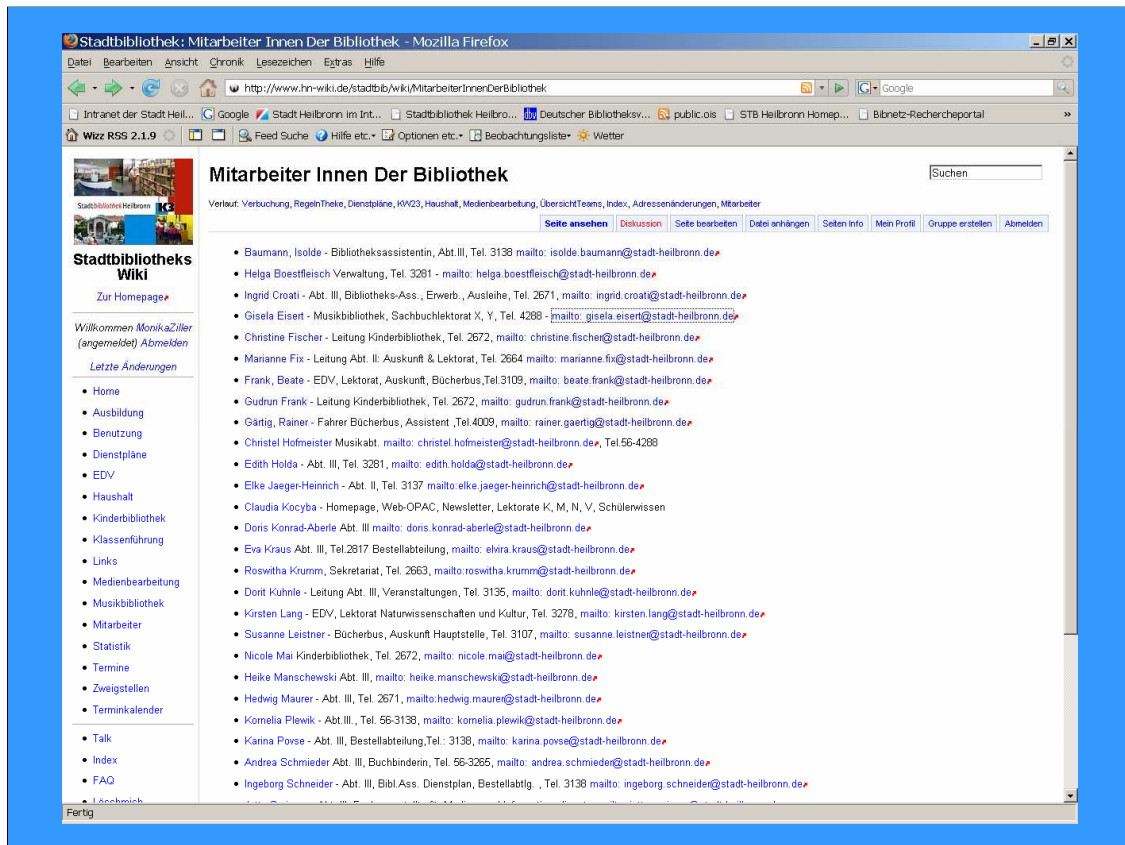 Stadtbibliothek: Mitarbeiter Innen Der Bibliothek - Mozilla Firefox
Datei Bearbeiten Ansicht Chronik Lesezeichen Extras Hilfe
http://www.hn-wiki.de/stadtbib/wiki/MitarbeiterInnenDerBibliothek
Google
Intranet der Stadt Heil... Google Stadt Heilbronn im Int... Stadtbibliothek Heilbro... Deutscher Bibliotheksv... public.ois STB Heilbronn Homep... Bibnetz-Rechercheportal »
Wizz RSS 2.1.9 Feed Suche Hilfe etc. Optionen etc. Beobachtungsliste Wetter
Stadtbibliothek Heilbronn K3
Stadtbibliotheks
Wiki
Zur Homepage
Willkommen MonikaZiller
(angemeldet) Abmelden
Letzte Änderungen
• Home
• Ausbildung
• Benutzung
• Dienstpläne
• EDV
• Haushalt
• Kinderbibliothek
• Klassenführung
• Links
• Medienbearbeitung
• Musikbibliothek
• Mitarbeiter
• Statistik
• Termine
• Zweigstellen
• Terminkalender
• Talk
• Index
• FAQ
Mitarbeiter Innen Der Bibliothek
Suchen
Verlauf: Verbuchung, RegelnTheke, Dienstpläne, KW23, Haushalt, Medienbearbeitung, ÜbersichtTeams, Index, Adressenänderungen, Mitarbeiter
Seite ansehen Diskussion Seite bearbeiten Datei anhängen Seiten Info Mein Profil Gruppe erstellen Abmelden
• Baumann, Isolde - Bibliotheksassistentin, Abt.III, Tel. 3138 mailto: isolde.baumann@stadt-heilbronn.de
• Helga Boestfleisch Verwaltung, Tel. 3281 - mailto: helga.boestfleisch@stadt-heilbronn.de
• Ingrid Croati - Abt. III, Bibliotheks-Ass., Erwerb., Ausleihe, Tel. 2671, mailto: ingrid.croati@stadt-heilbronn.de
• Gisela Eisert - Musikbibliothek, Sachbuchlektorat X, Y, Tel. 4288 - mailto: gisela.eisert@stadt-heilbronn.de
• Christine Fischer - Leitung Kinderbibliothek, Tel. 2672, mailto: christine.fischer@stadt-heilbronn.de
• Marianne Fix - Leitung Abt. II: Auskunft & Lektorat, Tel. 2664 mailto: marianne.fix@stadt-heilbronn.de
• Frank, Beate - EDV, Lektorat, Auskunft, Bücherbus,Tel.3109, mailto: beate.frank@stadt-heilbronn.de
• Gudrun Frank - Leitung Kinderbibliothek, Tel. 2672, mailto: gudrun.frank@stadt-heilbronn.de
• Gärtig, Rainer - Fahrer Bücherbus, Assistent ,Tel.4009, mailto: rainer.gaertig@stadt-heilbronn.de
• Christel Hofmeister Musikabt. mailto: christel.hofmeister@stadt-heilbronn.de, Tel.56-4288
• Edith Holda - Abt. III, Tel. 3281, mailto: edith.holda@stadt-heilbronn.de
• Elke Jaeger-Heinrich - Abt. II, Tel. 3137 mailto:elke.jaeger-heinrich@stadt-heilbronn.de
• Claudia Kocyba - Homepage, Web-OPAC, Newsletter, Lektorate K, M, N, V, Schülerwissen
• Doris Konrad-Aberle Abt. III mailto: doris.konrad-aberle@stadt-heilbronn.de
• Eva Kraus Abt. III, Tel.2817 Bestellabteilung, mailto: elvira.kraus@stadt-heilbronn.de
• Roswitha Krumm, Sekretariat, Tel. 2663, mailto:roswitha.krumm@stadt-heilbronn.de
• Dorit Kuhnle - Leitung Abt. III, Veranstaltungen, Tel. 3135, mailto: dorit.kuhnle@stadt-heilbronn.de
• Kirsten Lang - EDV, Lektorat Naturwissenschaften und Kultur, Tel. 3278, mailto: kirsten.lang@stadt-heilbronn.de
• Susanne Leistner - Bücherbus, Auskunft Hauptstelle, Tel. 3107, mailto: susanne.leistner@stadt-heilbronn.de
• Nicole Mai Kinderbibliothek, Tel. 2672, mailto: nicole.mai@stadt-heilbronn.de
• Heike Manschewski Abt. III, mailto: heike.manschewski@stadt-heilbronn.de
• Hedwig Maurer - Abt. III, Tel. 2671, mailto:hedwig.maurer@stadt-heilbronn.de
• Kornelia Plewik - Abt.III., Tel. 56-3138, mailto: kornelia.plewik@stadt-heilbronn.de
• Karina Povse - Abt. III, Bestellabteilung,Tel.: 3138, mailto: karina.povse@stadt-heilbronn.de
• Andrea Schmieder Abt. III, Buchbinderin, Tel. 56-3265, mailto: andrea.schmieder@stadt-heilbronn.de
• Ingeborg Schneider - Abt. III, Bibl.Ass. Dienstplan, Bestellabtlg. , Tel. 3138 mailto: ingeborg.schneider@stadt-heilbronn.de
Fertig